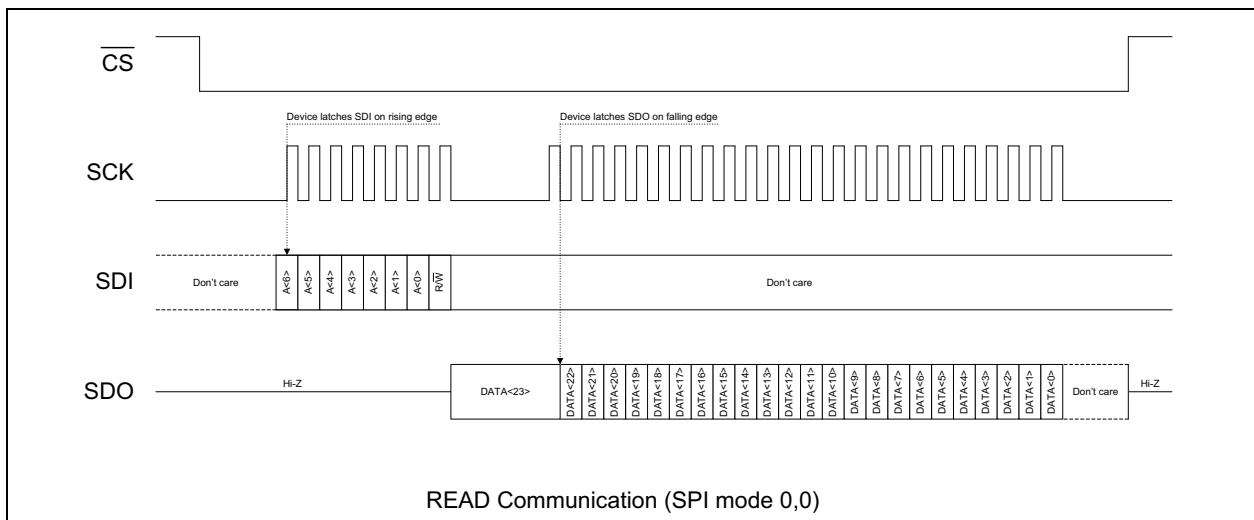 CS
Device latches SDI on rising edge
Device latches SDO on falling edge
SCK
SDI
Don't care
A<6>
A<5>
A<4>
A<3>
A<2>
A<1>
A<0>
R/W
Don't care
SDO
Hi-Z
DATA<23>
DATA<22>
DATA<21>
DATA<20>
DATA<19>
DATA<18>
DATA<17>
DATA<16>
DATA<15>
DATA<14>
DATA<13>
DATA<12>
DATA<11>
DATA<10>
DATA<9>
DATA<8>
DATA<7>
DATA<6>
DATA<5>
DATA<4>
DATA<3>
DATA<2>
DATA<1>
DATA<0>
Don't care
Hi-Z
READ Communication (SPI mode 0,0)